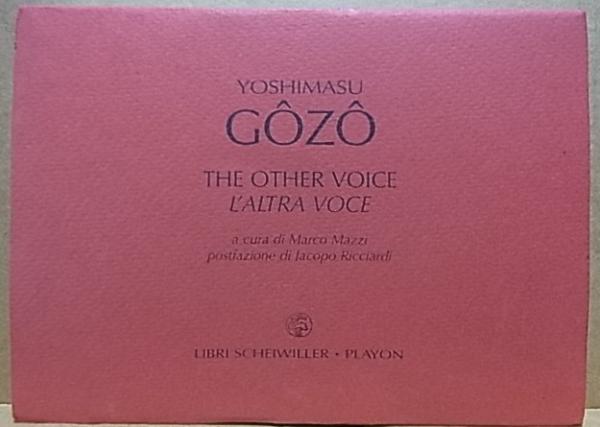 YOSHIMASU
GÔZÔ
THE OTHER VOICE
L'ALTRA VOCE
a cura di Marco Mazzi
postfazione di Jacopo Ricciardi
LIBRI SCHEIWILLER • PLAYON